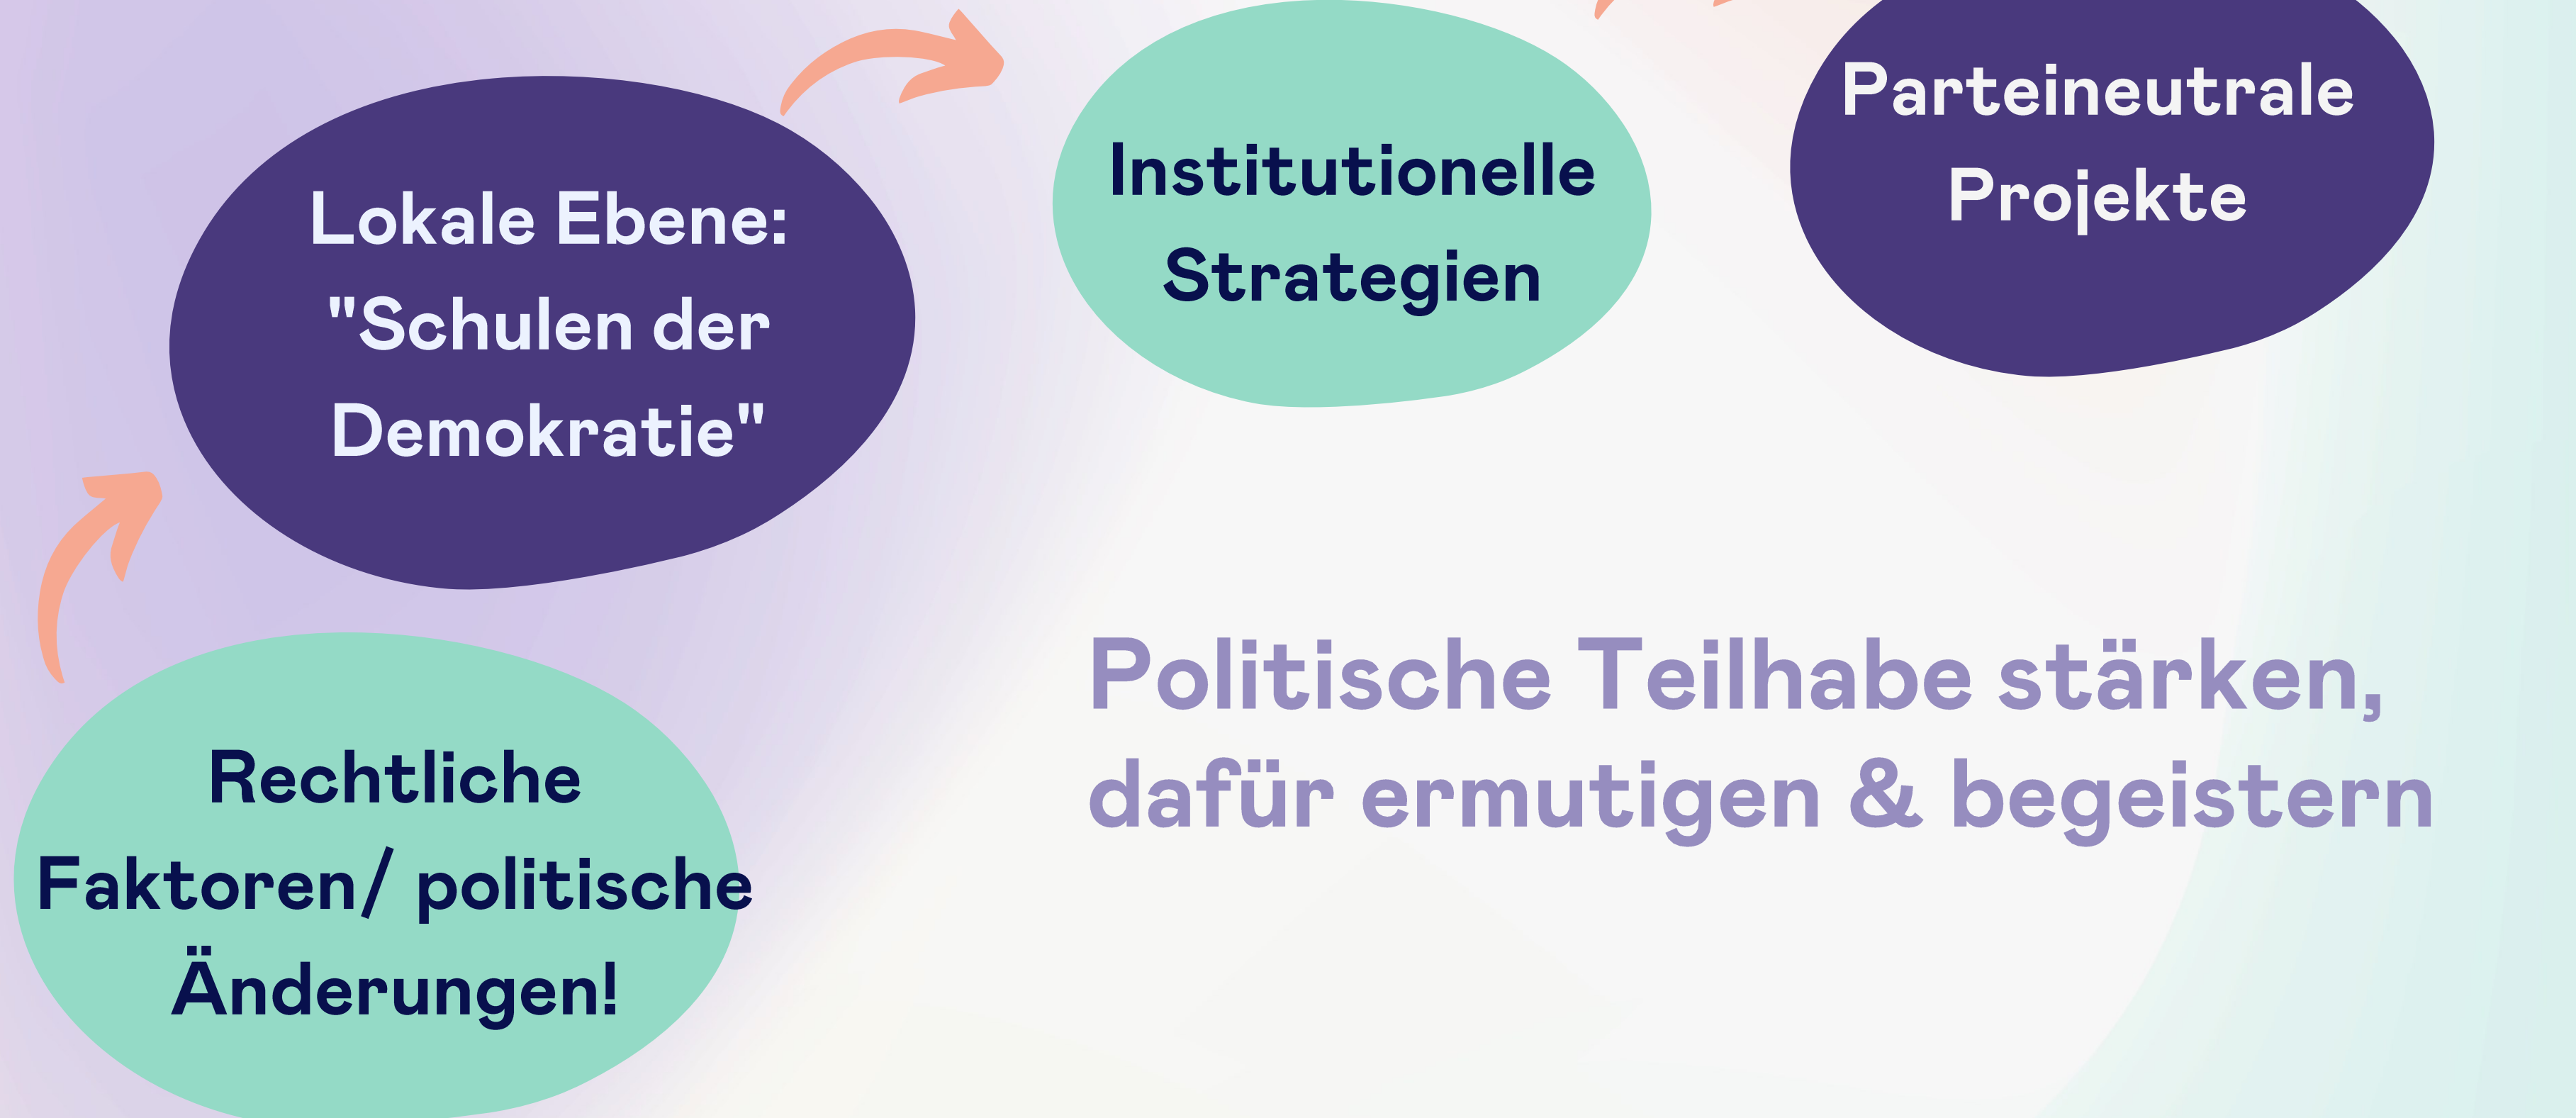 Lokale Ebene:
"Schulen der
Demokratie"
Institutionelle
Strategien
Parteineutrale
Projekte
Rechtliche
Faktoren/ politische
Änderungen!
Politische Teilhabe stärken,
dafür ermutigen & begeistern